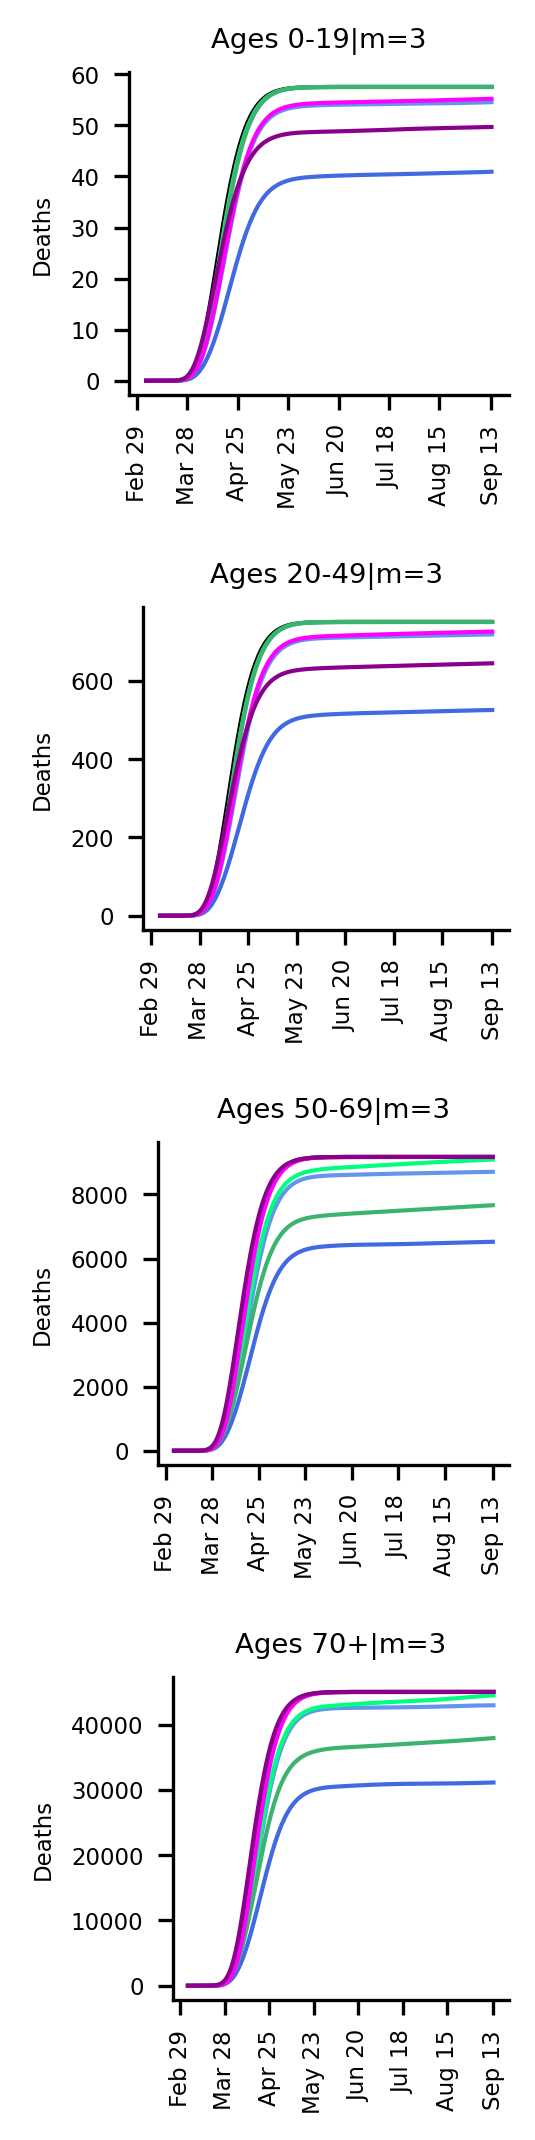 Ages 0-19|m=3
60
50
40
30
20
10
0
Deaths
Feb 29
Mar 28
Apr 25
May 23
Jun 20
Jul 18
Aug 15
Sep 13
Ages 20-49|m=3
600
400
200
0
Deaths
Feb 29
Mar 28
Apr 25
May 23
Jun 20
Jul 18
Aug 15
Sep 13
Ages 50-69|m=3
8000
6000
4000
2000
0
Deaths
Feb 29
Mar 28
Apr 25
May 23
Jun 20
Jul 18
Aug 15
Sep 13
Ages 70+|m=3
40000
30000
20000
10000
0
Deaths
Feb 29
Mar 28
Apr 25
May 23
Jun 20
Jul 18
Aug 15
Sep 13